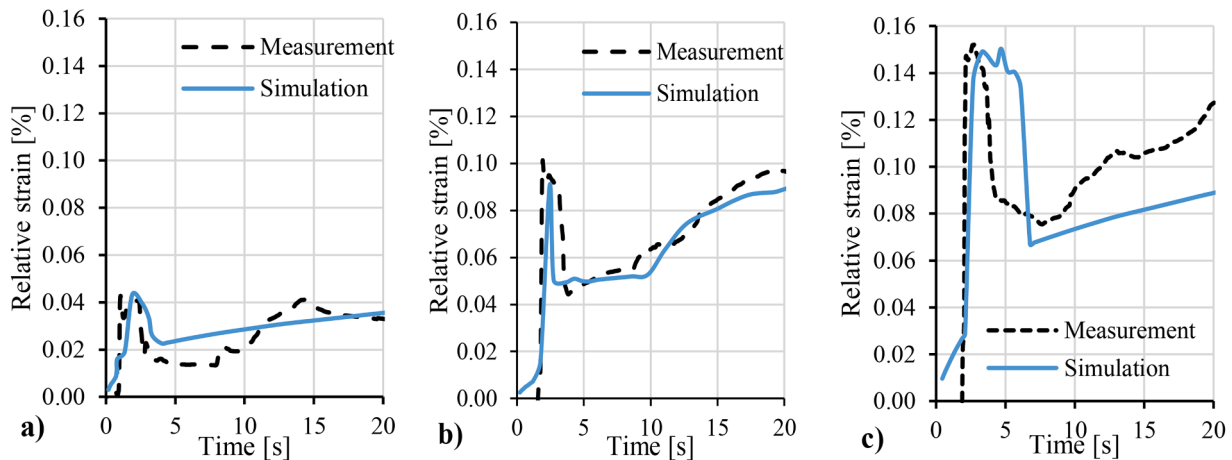 0.16
0.14
0.12
0.10
0.08
0.06
0.04
0.02
0.00
Relative strain [%]
Measurement
Simulation
0
5
10
15
20
Time [s]
a)
0.16
0.14
0.12
0.10
0.08
0.06
0.04
0.02
0.00
Relative strain [%]
Measurement
Simulation
0
5
10
15
20
Time [s]
b)
0.16
0.14
0.12
0.10
0.08
0.06
0.04
0.02
0.00
Relative strain [%]
Measurement
Simulation
0
5
10
15
20
Time [s]
c)